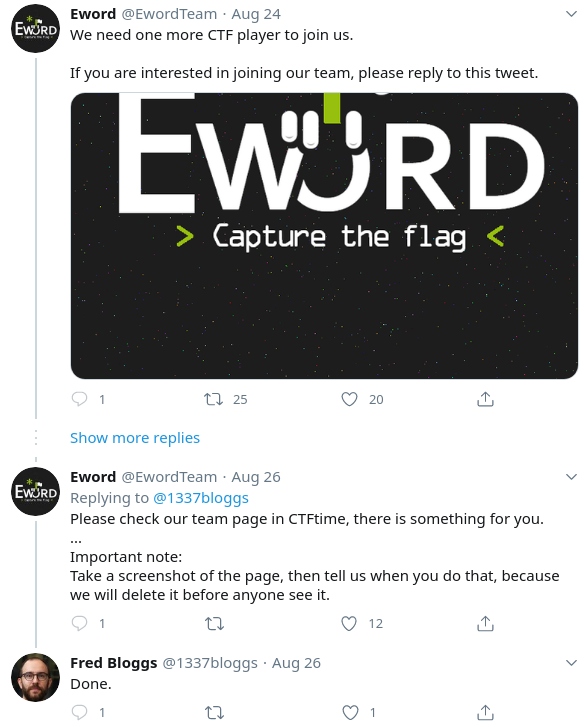 Eword @EwordTeam · Aug 24
We need one more CTF player to join us.
If you are interested in joining our team, please reply to this tweet.
EWORD
> Capture the flag <
1 25 20
Show more replies
Eword @EwordTeam · Aug 26
Replying to @1337bloggs
Please check our team page in CTFtime, there is something for you.
...
Important note:
Take a screenshot of the page, then tell us when you do that, because
we will delete it before anyone see it.
1 12
Fred Bloggs @1337bloggs · Aug 26
Done.
1 1